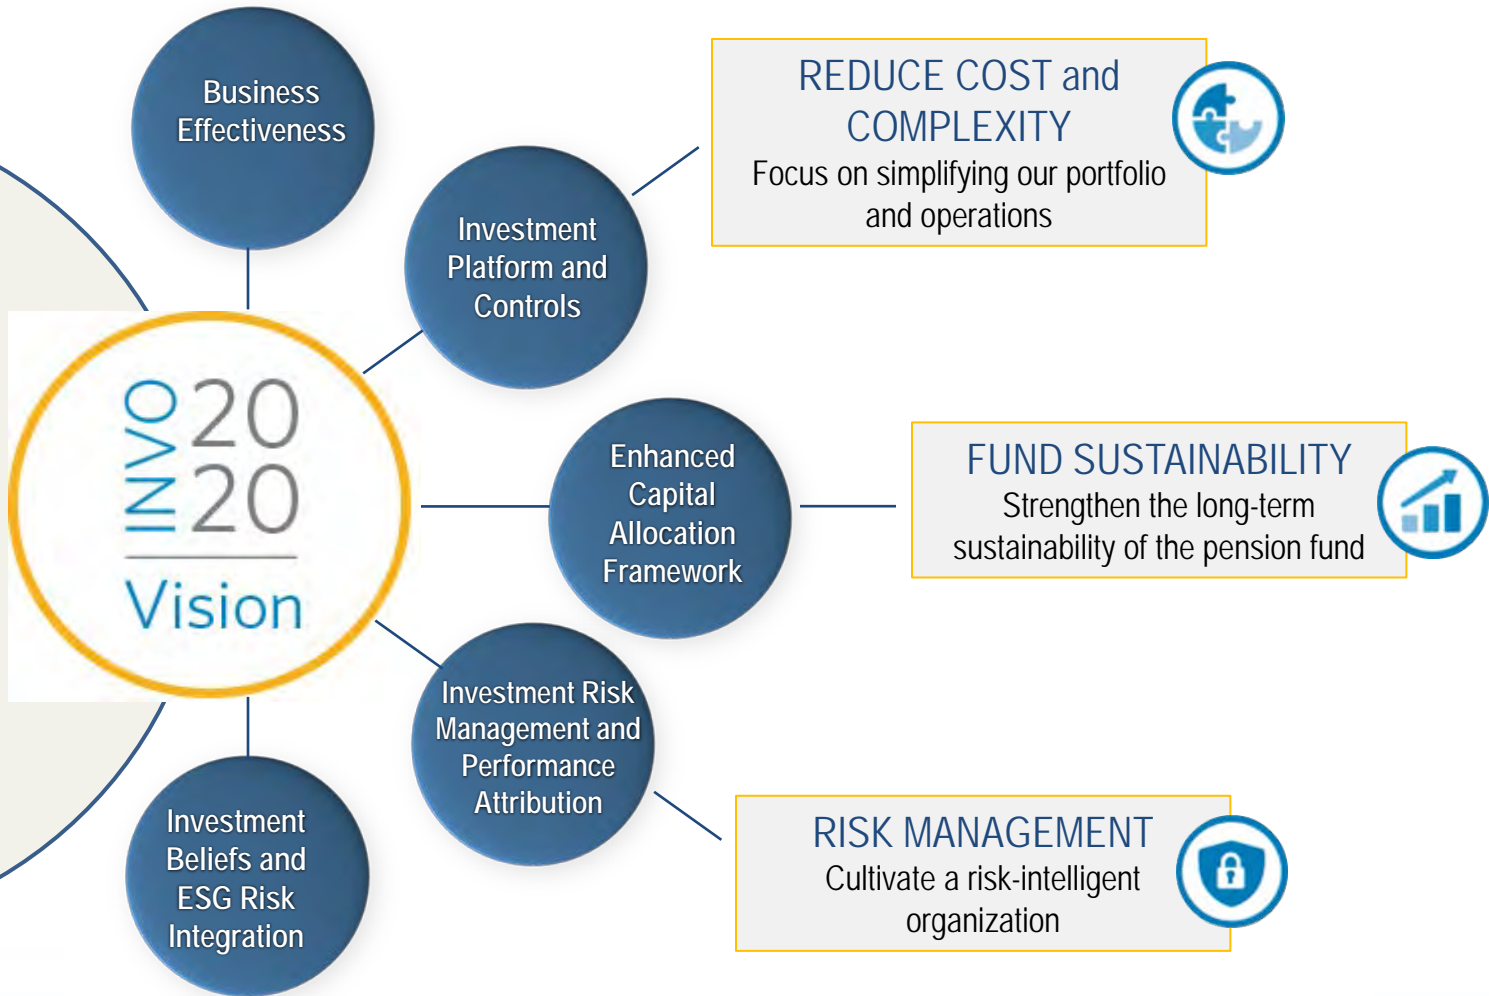 Business
Effectiveness
Investment
Platform and
Controls
REDUCE COST and
COMPLEXITY
Focus on simplifying our portfolio
and operations
INVO
20
20
Vision
Enhanced
Capital
Allocation
Framework
FUND SUSTAINABILITY
Strengthen the long-term
sustainability of the pension fund
Investment Risk
Management and
Performance
Attribution
RISK MANAGEMENT
Cultivate a risk-intelligent
organization
Investment
Beliefs and
ESG Risk
Integration